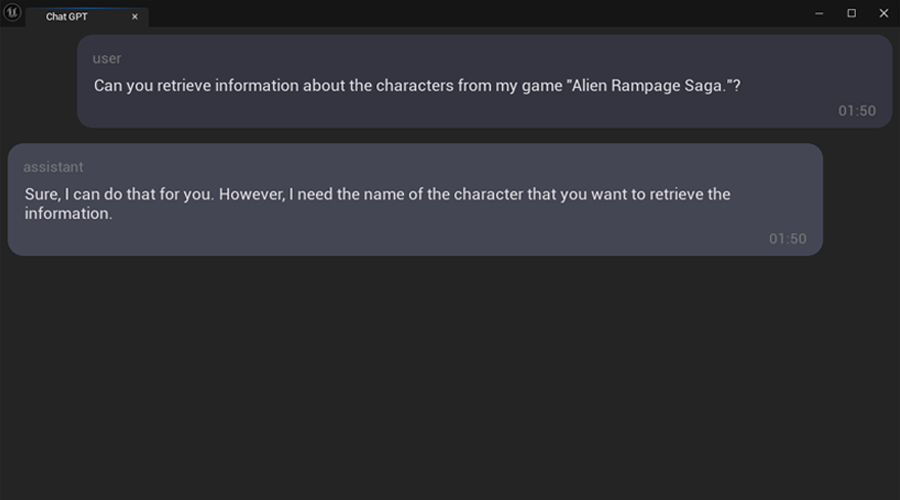 Chat GPT
user
Can you retrieve information about the characters from my game "Alien Rampage Saga."?
01:50
assistant
Sure, I can do that for you. However, I need the name of the character that you want to retrieve the
information.
01:50